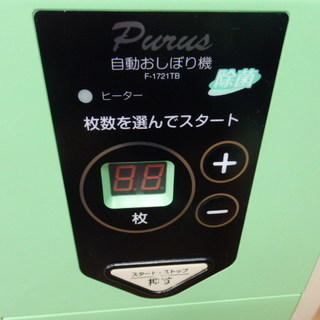 Purus
自動おしぼり機
F-1721TB
除菌
ヒーター
枚数を選んでスタート
88
+
枚
−
スタート・ストップ
押す